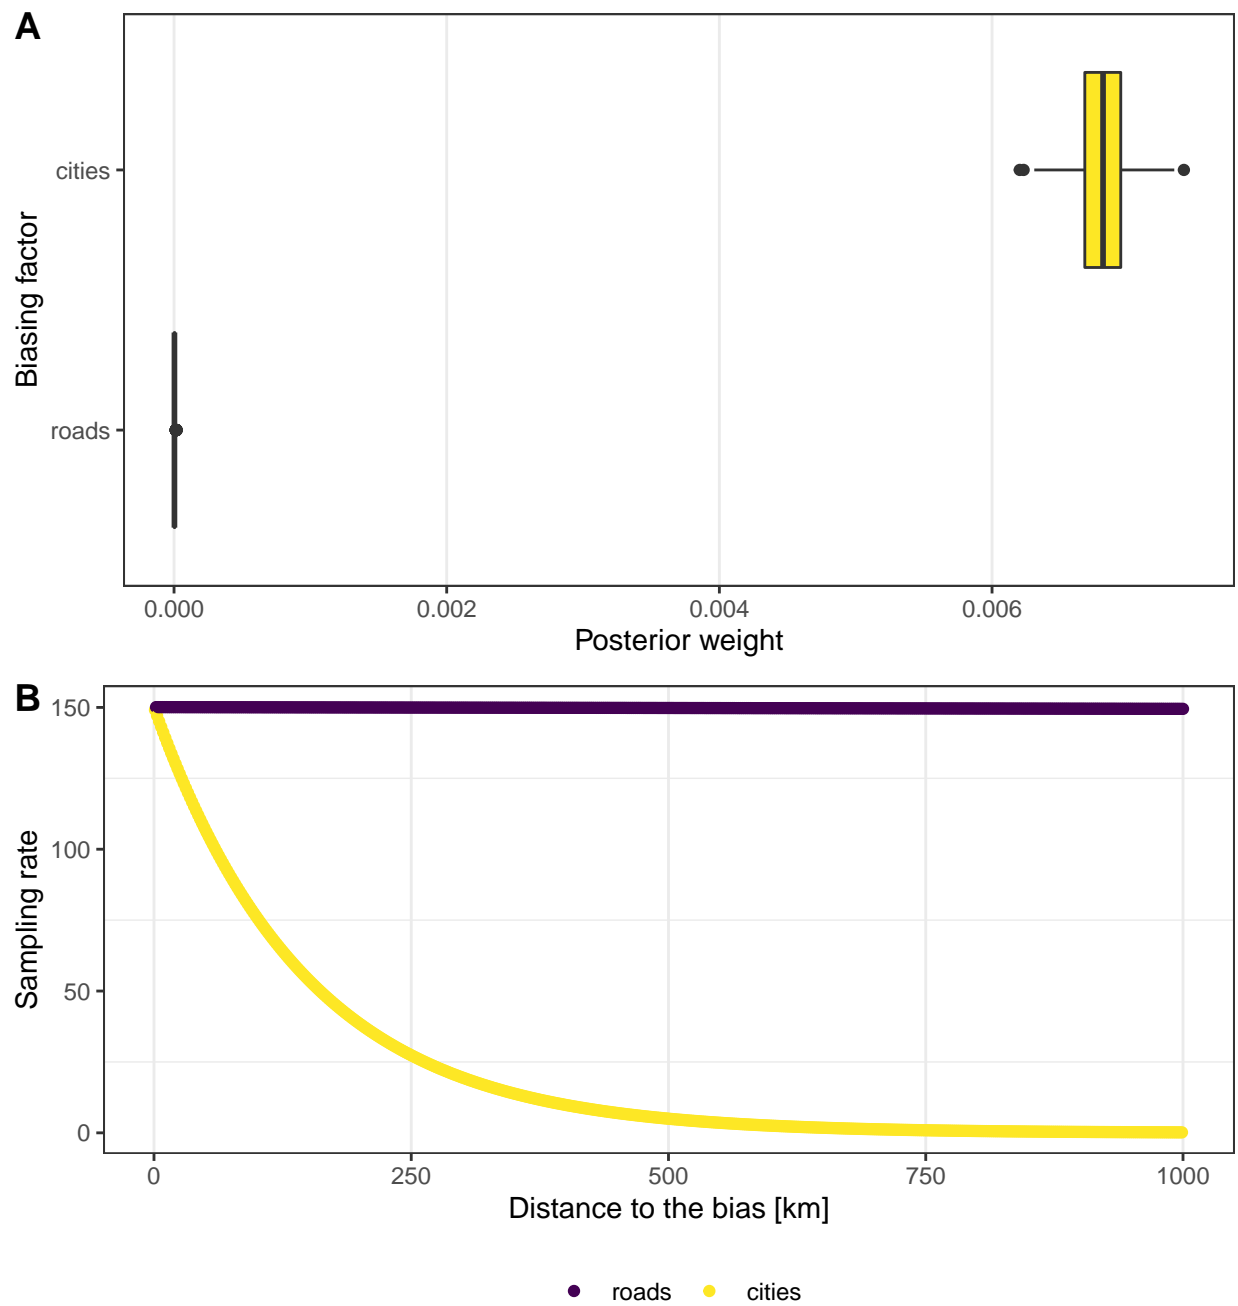 A
Biasing factor
cities
roads
0.000 0.002 0.004 0.006
Posterior weight
B
Sampling rate
150
100
50
0
0 250 500 750 1000
Distance to the bias [km]
roads cities